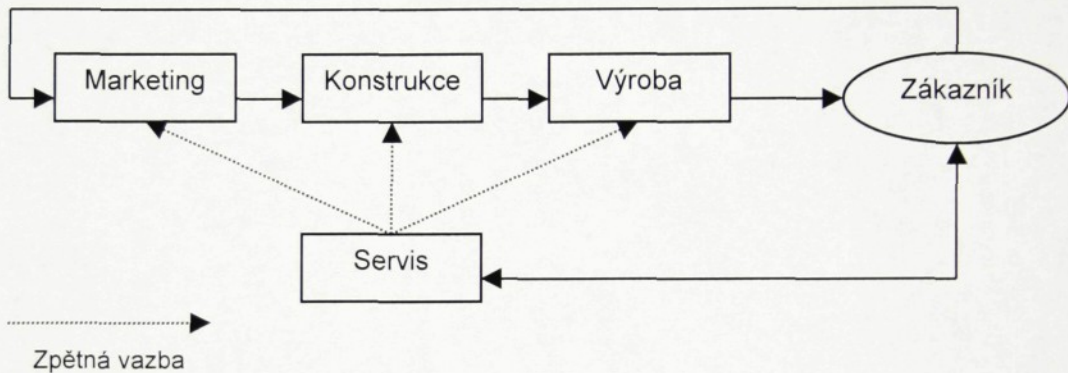 Marketing
Konstrukce
Výroba
Zákazník
Servis
Zpětná vazba